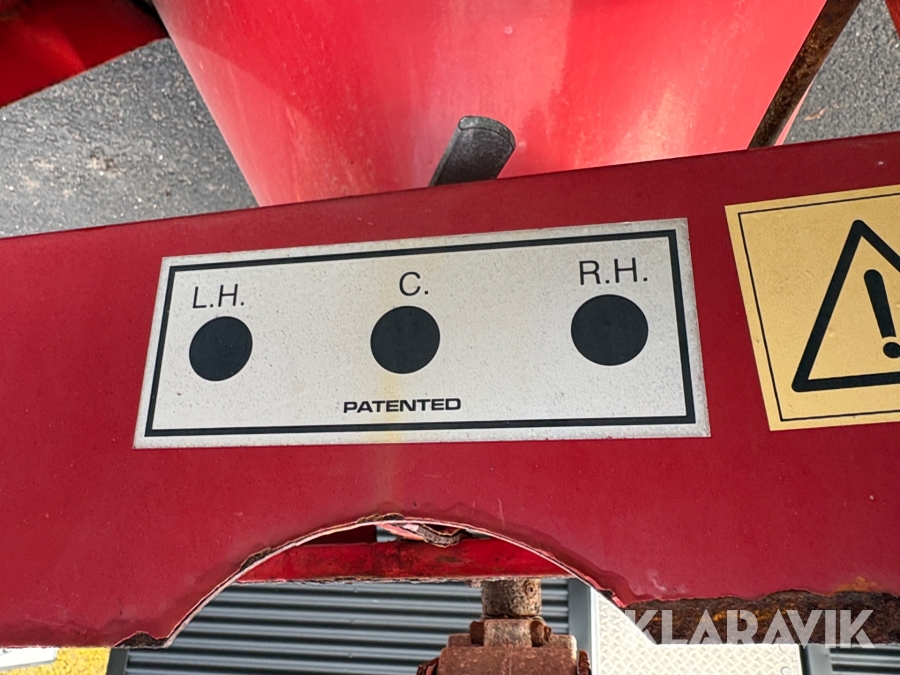 L.H. C. R.H.
PATENTED
KLARAVIK